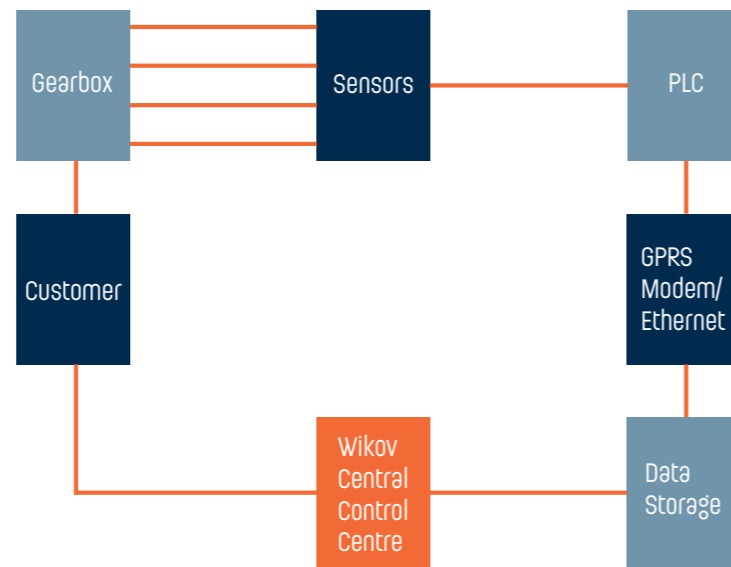 Gearbox
Sensors
PLC
Customer
GPRS
Modem/
Ethernet
Wikov
Central
Control
Centre
Data
Storage